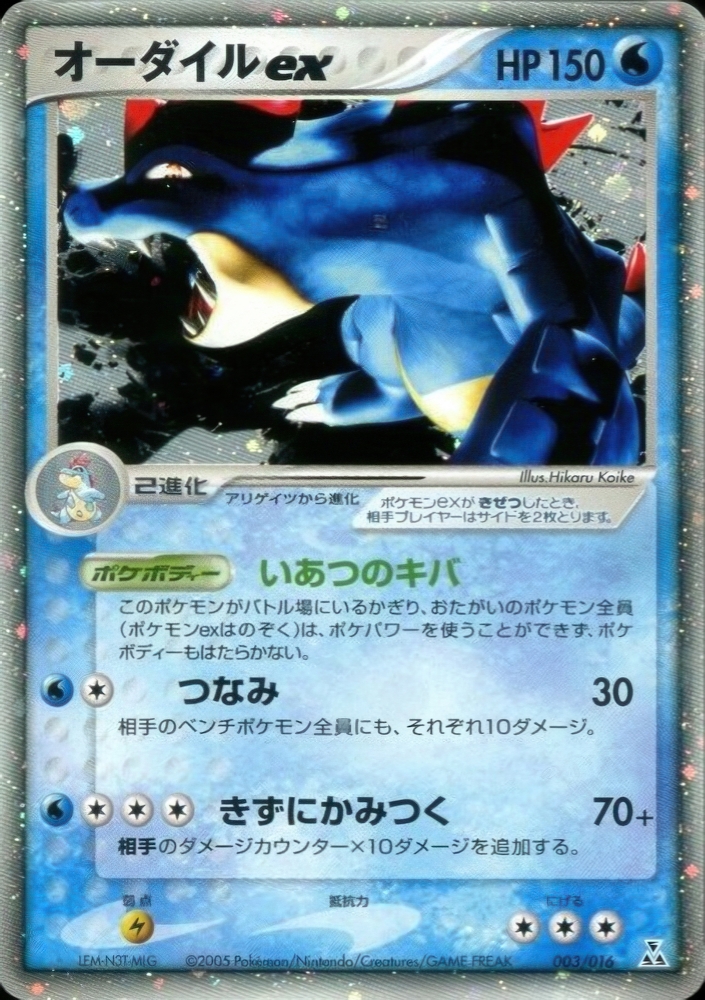 オーダイルex HP150
Illus.Hikaru Koike
2進化 アリゲイツから進化
ポケモンexがきぜつしたとき、
相手プレイヤーはサイドを2枚とります。
ポケボディー いあつのキバ
このポケモンがバトル場にいるかぎり、おたがいのポケモン全員
(ポケモンexはのぞく)は、ポケパワーを使うことができず、ポケ
ボディーもはたらかない。
つなみ 30
相手のベンチポケモン全員にも、それぞれ10ダメージ。
きずにかみつく 70+
相手のダメージカウンター×10ダメージを追加する。
弱点 抵抗力 にげる
LEM-N3T-MLG ©2005 Pokémon/Nintendo/Creatures/GAME FREAK 003/016